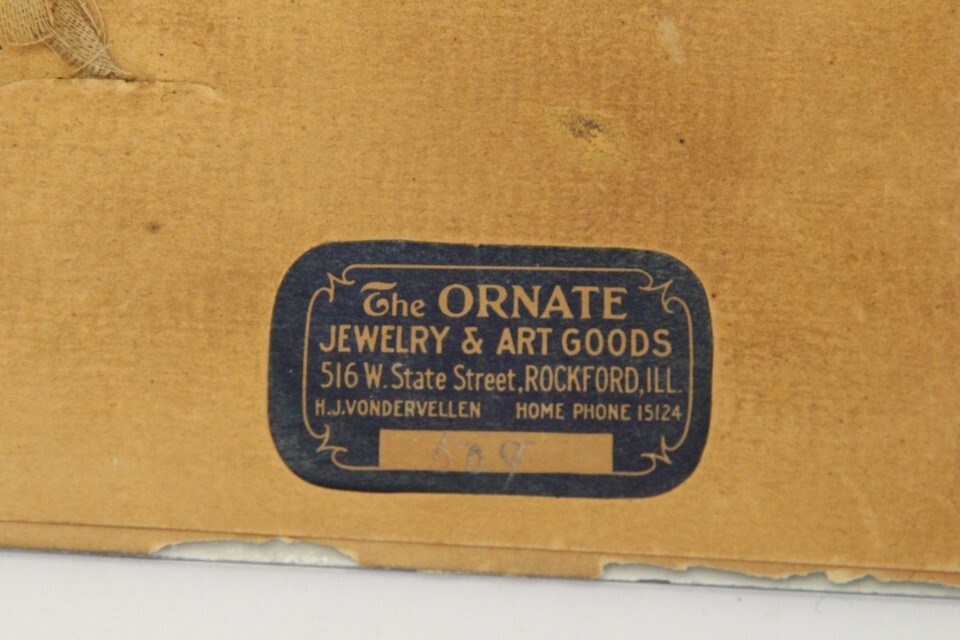 The ORNATE
JEWELRY & ART GOODS
516 W. State Street, ROCKFORD, ILL.
H.J. VONDERVELLEN HOME PHONE 15124